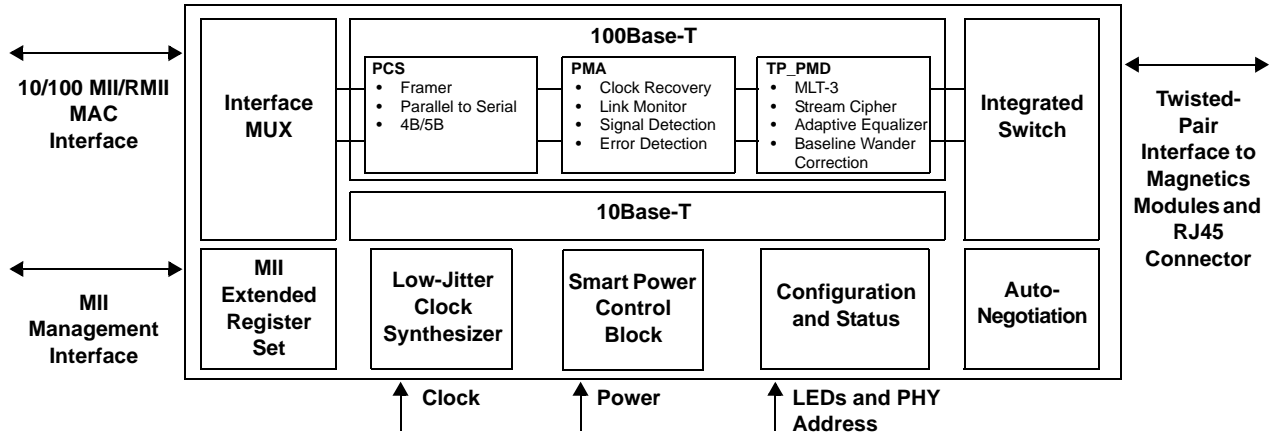 10/100 MII/RMII
MAC
Interface
Interface
MUX
100Base-T
PCS
• Framer
• Parallel to Serial
• 4B/5B
PMA
• Clock Recovery
• Link Monitor
• Signal Detection
• Error Detection
TP_PMD
• MLT-3
• Stream Cipher
• Adaptive Equalizer
• Baseline Wander
Correction
Integrated
Switch
Twisted-
Pair
Interface to
Magnetics
Modules and
RJ45
Connector
10Base-T
MII
Management
Interface
MII
Extended
Register
Set
Low-Jitter
Clock
Synthesizer
Smart Power
Control
Block
Configuration
and Status
Auto-
Negotiation
Clock
Power
LEDs and PHY
Address